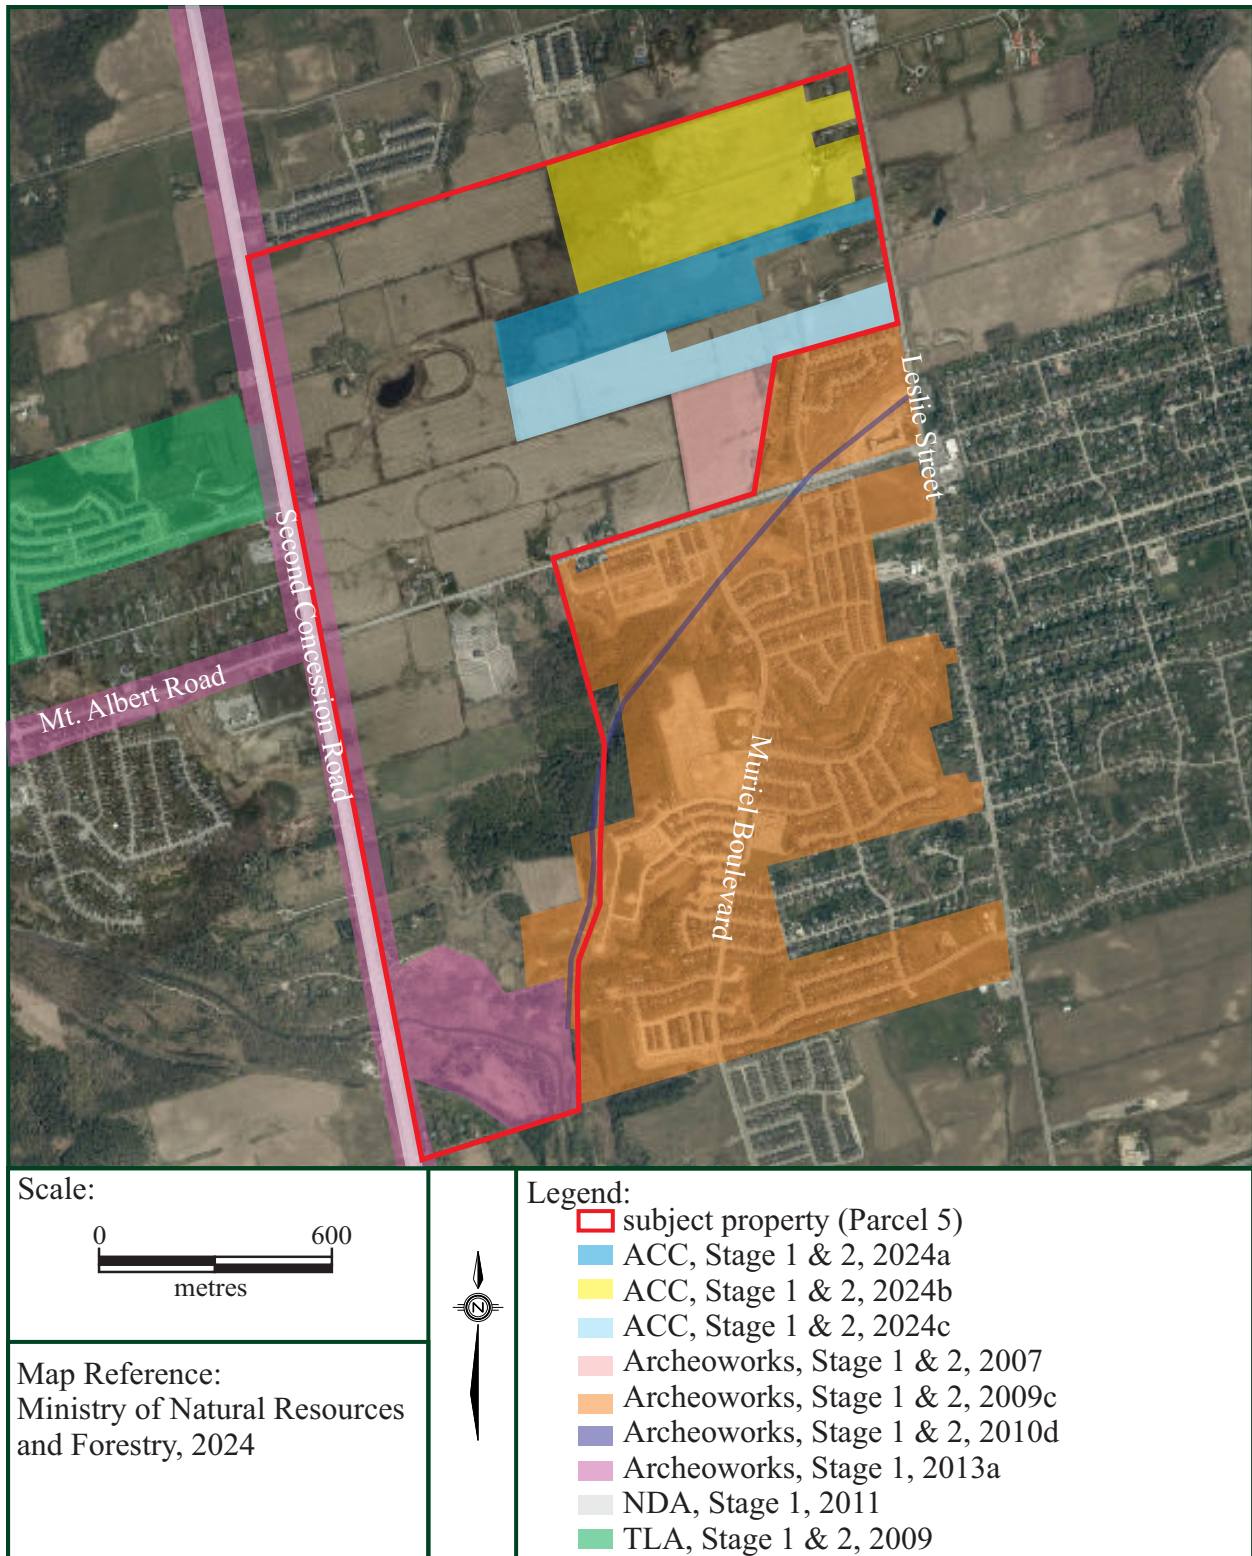 Leslie Street
Second Concession Road
Mt. Albert Road
Muriel Boulevard
Scale:
0 600
metres
Map Reference:
Ministry of Natural Resources
and Forestry, 2024
N
Legend:
subject property (Parcel 5)
ACC, Stage 1 & 2, 2024a
ACC, Stage 1 & 2, 2024b
ACC, Stage 1 & 2, 2024c
Archeoworks, Stage 1 & 2, 2007
Archeoworks, Stage 1 & 2, 2009c
Archeoworks, Stage 1 & 2, 2010d
Archeoworks, Stage 1, 2013a
NDA, Stage 1, 2011
TLA, Stage 1 & 2, 2009